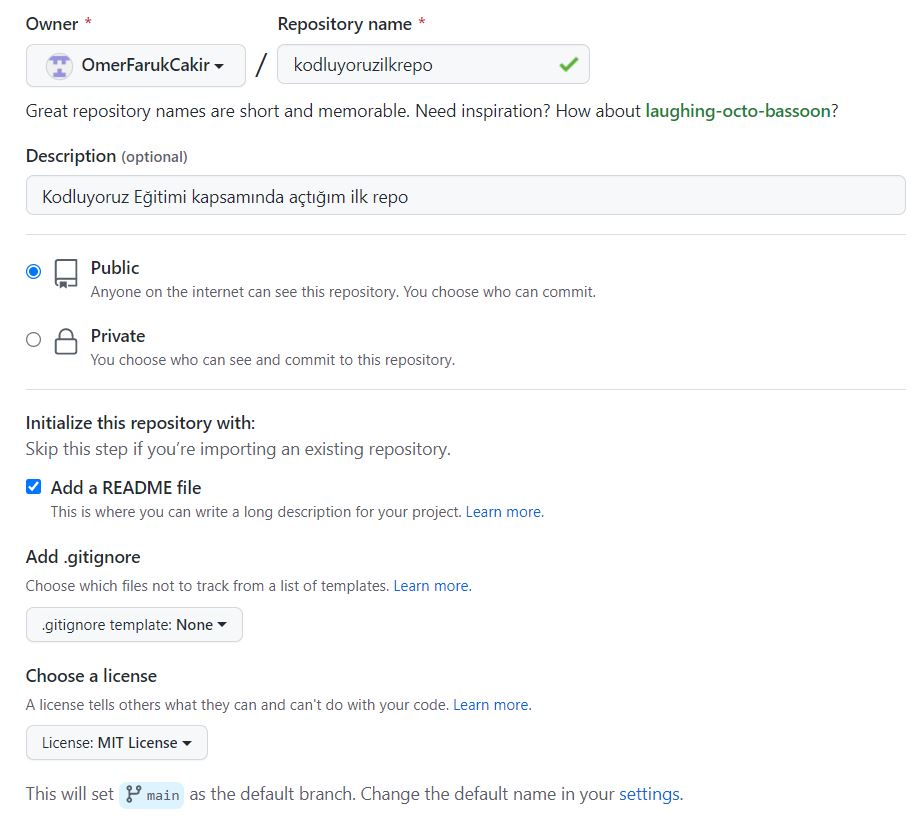 Owner * Repository name *
OmerFarukCakir / kodluyoruzilkrepo
Great repository names are short and memorable. Need inspiration? How about laughing-octo-bassoon?
Description (optional)
Kodluyoruz Eğitimi kapsamında açtığım ilk repo
Public
Anyone on the internet can see this repository. You choose who can commit.
Private
You choose who can see and commit to this repository.
Initialize this repository with:
Skip this step if you’re importing an existing repository.
Add a README file
This is where you can write a long description for your project. Learn more.
Add .gitignore
Choose which files not to track from a list of templates. Learn more.
.gitignore template: None
Choose a license
A license tells others what they can and can't do with your code. Learn more.
License: MIT License
This will set main as the default branch. Change the default name in your settings.